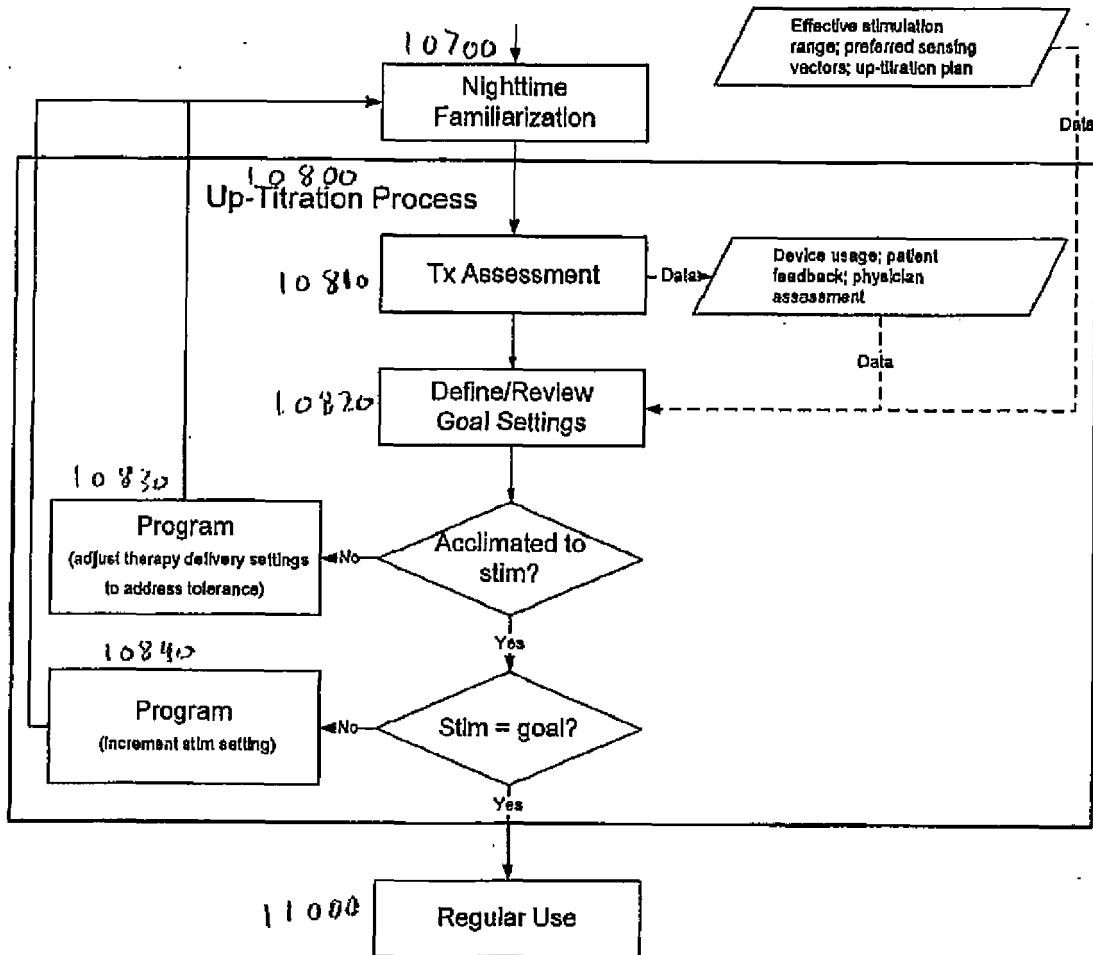 10700
Nighttime
Familiarization
Effective stimulation
range; preferred sensing
vectors; up-titration plan
Data
10800
Up-Titration Process
10810
Tx Assessment
Data
Device usage; patient
feedback; physician
assessment
Data
10820
Define/Review
Goal Settings
10830
Program
(adjust therapy delivery settings
to address tolerance)
No
Acclimated to
stim?
Yes
10840
Program
(increment stim setting)
No
Stim = goal?
Yes
11000
Regular Use